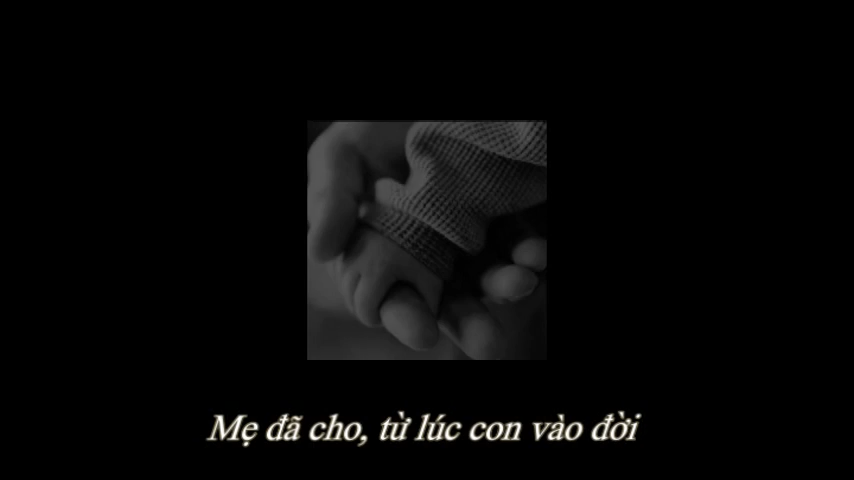 Mẹ đã cho, từ lúc con vào đời